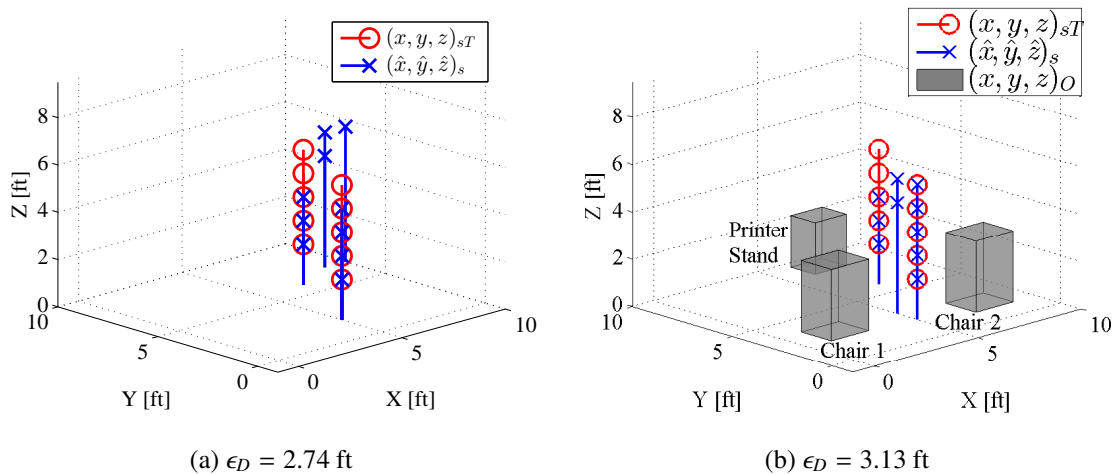 (x, y, z)_{sT}
(x̂, ŷ, ẑ)_s
8
6
4
2
0
Z [ft]
10
5
0
Y [ft]
0
5
10
X [ft]
(a) ϵ_D = 2.74 ft
(x, y, z)_{sT}
(x̂, ŷ, ẑ)_s
(x, y, z)_O
8
6
4
2
0
Z [ft]
Printer
Stand
Chair 1
Chair 2
10
5
0
Y [ft]
0
5
10
X [ft]
(b) ϵ_D = 3.13 ft